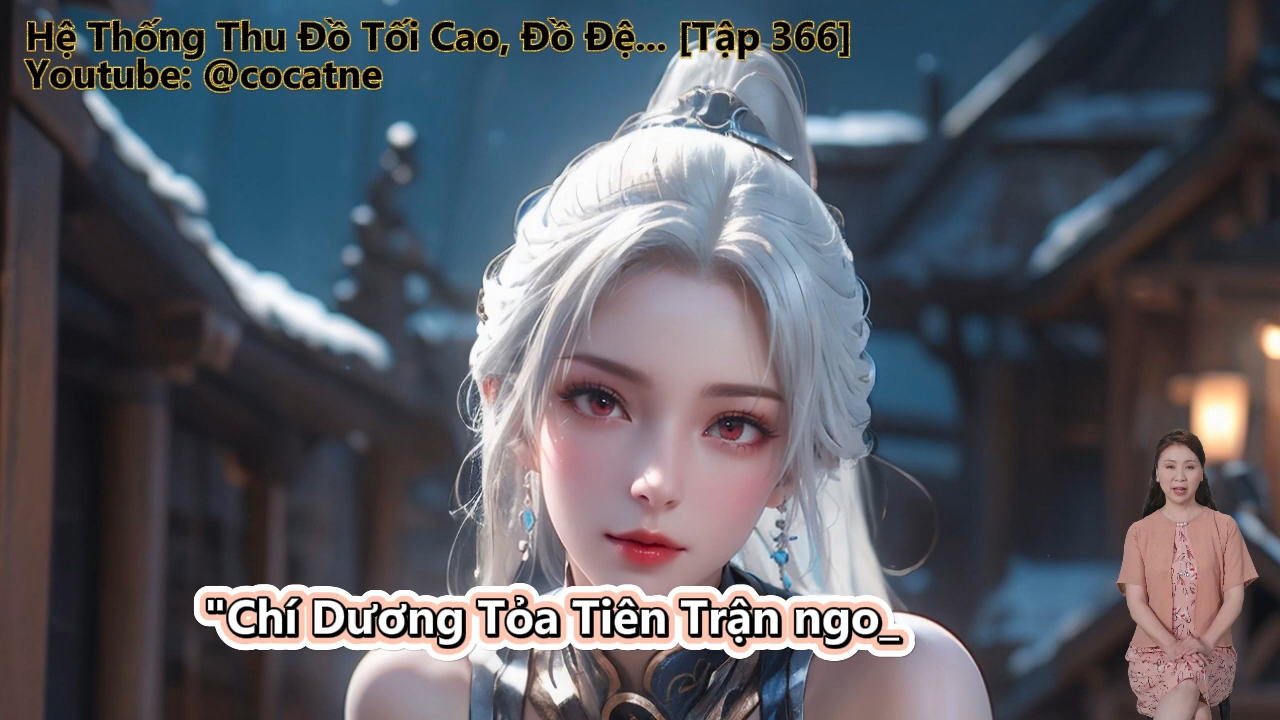 Hệ Thống Thu Đồ Tối Cao, Đồ Đệ... [Tập 366]
Youtube: @cocatne
"Chí Dương Tỏa Tiên Trận ngo_